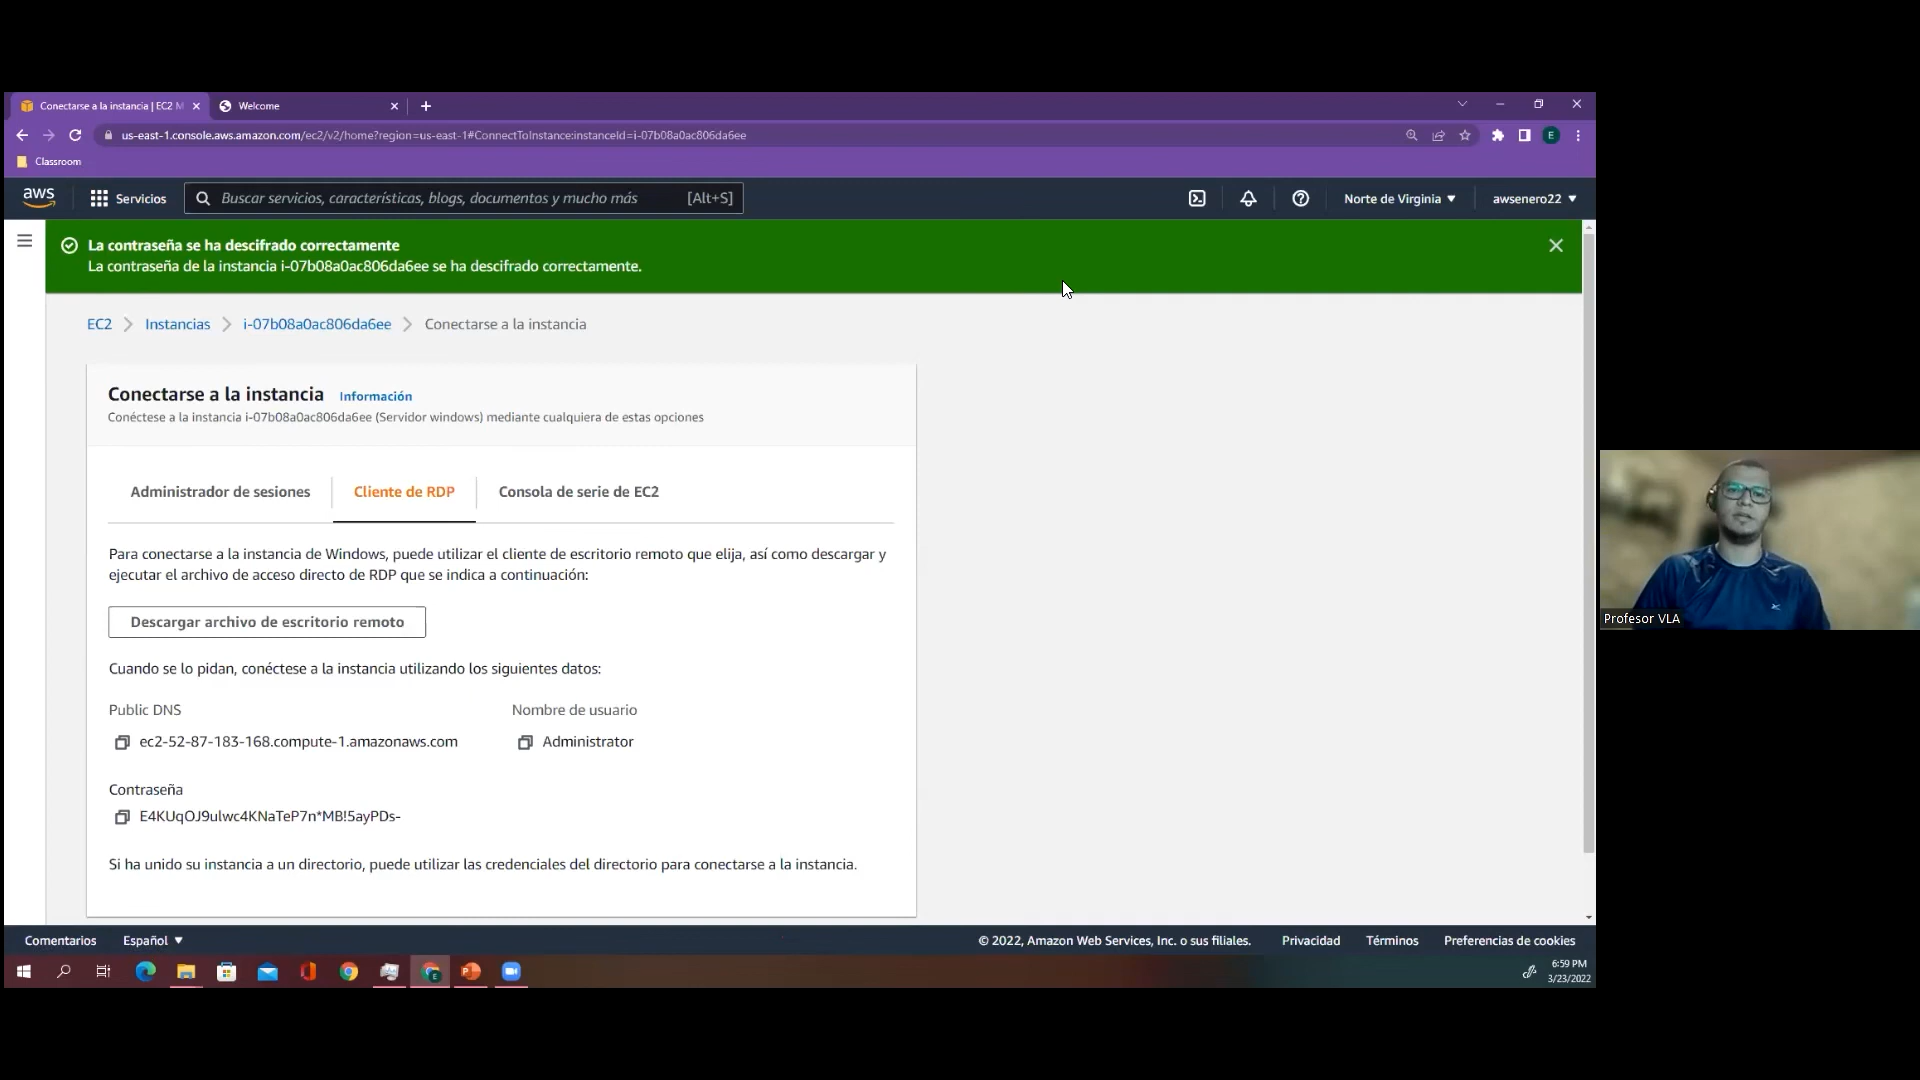 Conectarse a la instancia | EC2 M
Welcome
us-east-1.console.aws.amazon.com/ec2/v2/home?region=us-east-1#ConnectToInstance:instanceId=i-07b08a0ac806da6ee
E
Classroom
aws
Servicios
Buscar servicios, características, blogs, documentos y mucho más
[Alt+S]
Norte de Virginia
awsenero22
La contraseña se ha descifrado correctamente
La contraseña de la instancia i-07b08a0ac806da6ee se ha descifrado correctamente.
EC2 > Instancias > i-07b08a0ac806da6ee > Conectarse a la instancia
Conectarse a la instancia Información
Conéctese a la instancia i-07b08a0ac806da6ee (Servidor windows) mediante cualquiera de estas opciones
Administrador de sesiones
Cliente de RDP
Consola de serie de EC2
Para conectarse a la instancia de Windows, puede utilizar el cliente de escritorio remoto que elija, así como descargar y
ejecutar el archivo de acceso directo de RDP que se indica a continuación:
Descargar archivo de escritorio remoto
Cuando se lo pidan, conéctese a la instancia utilizando los siguientes datos:
Public DNS
Nombre de usuario
ec2-52-87-183-168.compute-1.amazonaws.com
Administrator
Contraseña
E4KUqOJ9ulwc4KNaTeP7n*MB!5ayPDs-
Si ha unido su instancia a un directorio, puede utilizar las credenciales del directorio para conectarse a la instancia.
Profesor VLA
Comentarios
Español
© 2022, Amazon Web Services, Inc. o sus filiales.
Privacidad
Términos
Preferencias de cookies
6:59 PM
3/23/2022